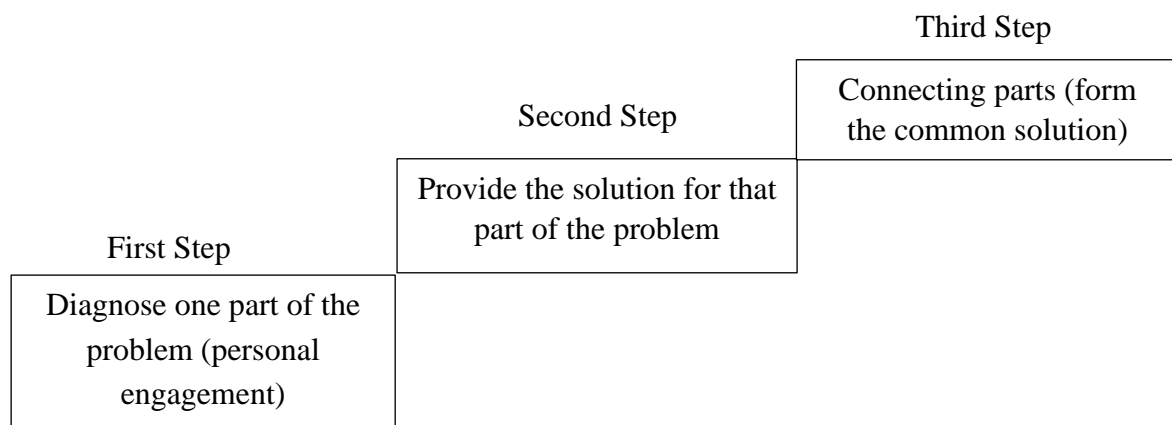 First Step
Diagnose one part of the
problem (personal
engagement)
Second Step
Provide the solution for that
part of the problem
Third Step
Connecting parts (form
the common solution)